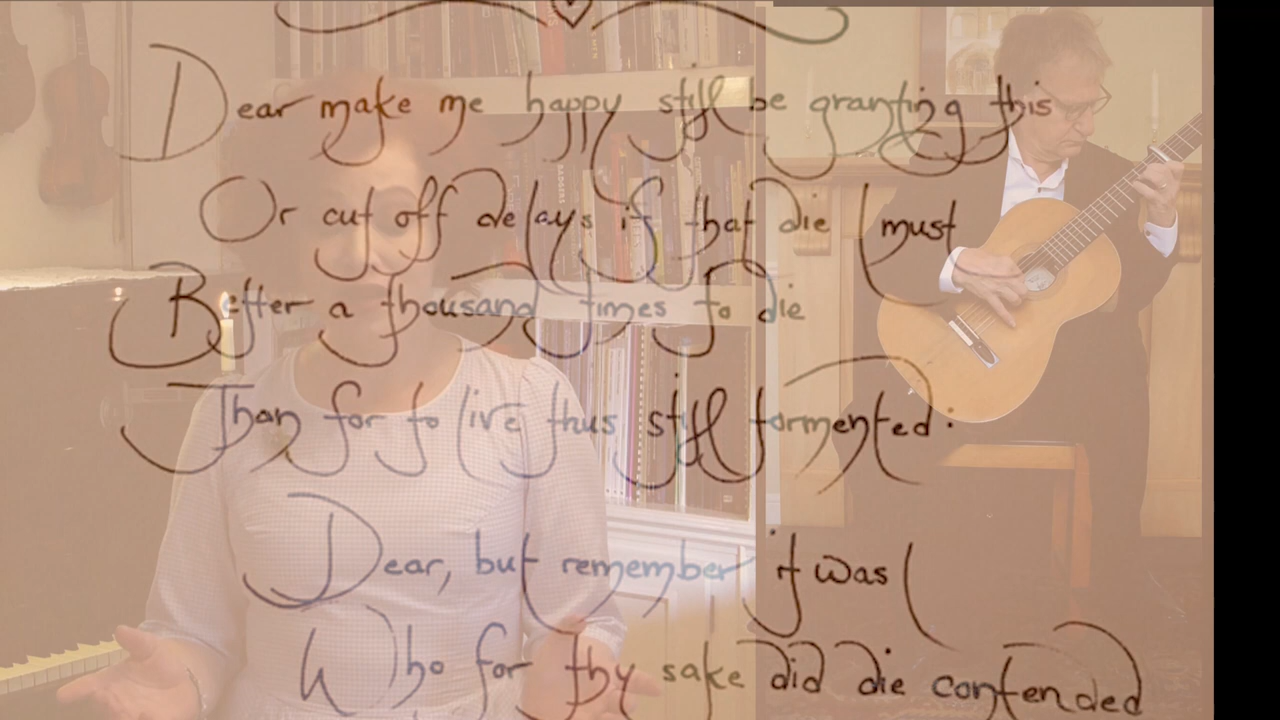 Dear make me happy still be granting this
Or cut off delays if that die I must
Better a thousand times to die
Than for to live thus still tormented.
Dear, but remember it was I
Who for thy sake did die contended